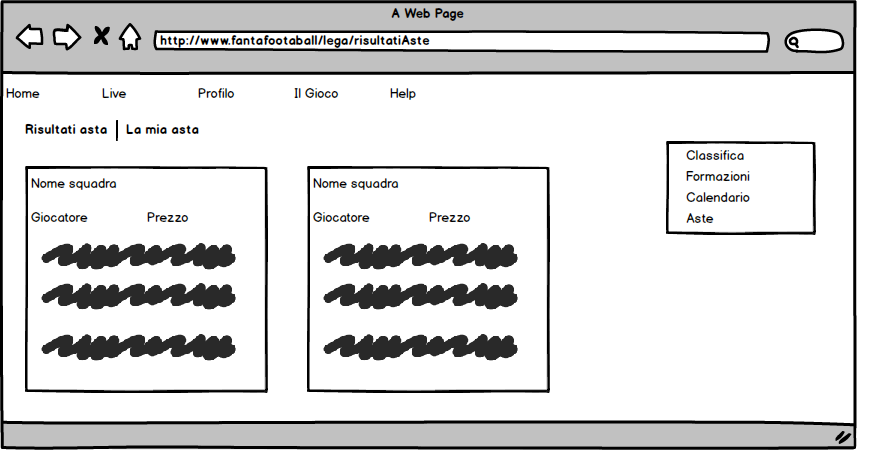 A Web Page
http://www.fantafootaball/lega/risultatiAste
Home Live Profilo Il Gioco Help
Risultati asta La mia asta
Nome squadra
Giocatore Prezzo
Nome squadra
Giocatore Prezzo
Classifica
Formazioni
Calendario
Aste